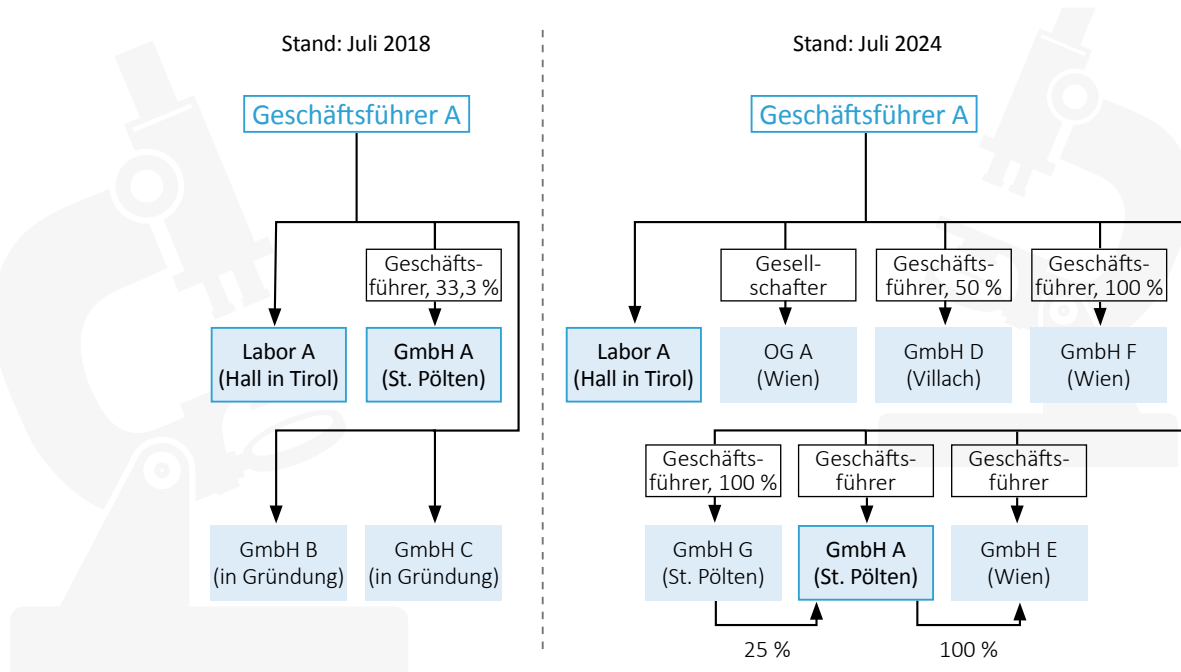 Stand: Juli 2018
Geschäftsführer A
Geschäfts-
führer, 33,3 %
Labor A
(Hall in Tirol)
GmbH A
(St. Pölten)
GmbH B
(in Gründung)
GmbH C
(in Gründung)
Stand: Juli 2024
Geschäftsführer A
Gesell-
schafter
Geschäfts-
führer, 50 %
Geschäfts-
führer, 100 %
Labor A
(Hall in Tirol)
OG A
(Wien)
GmbH D
(Villach)
GmbH F
(Wien)
Geschäfts-
führer, 100 %
Geschäfts-
führer
Geschäfts-
führer
GmbH G
(St. Pölten)
GmbH A
(St. Pölten)
GmbH E
(Wien)
25 %
100 %